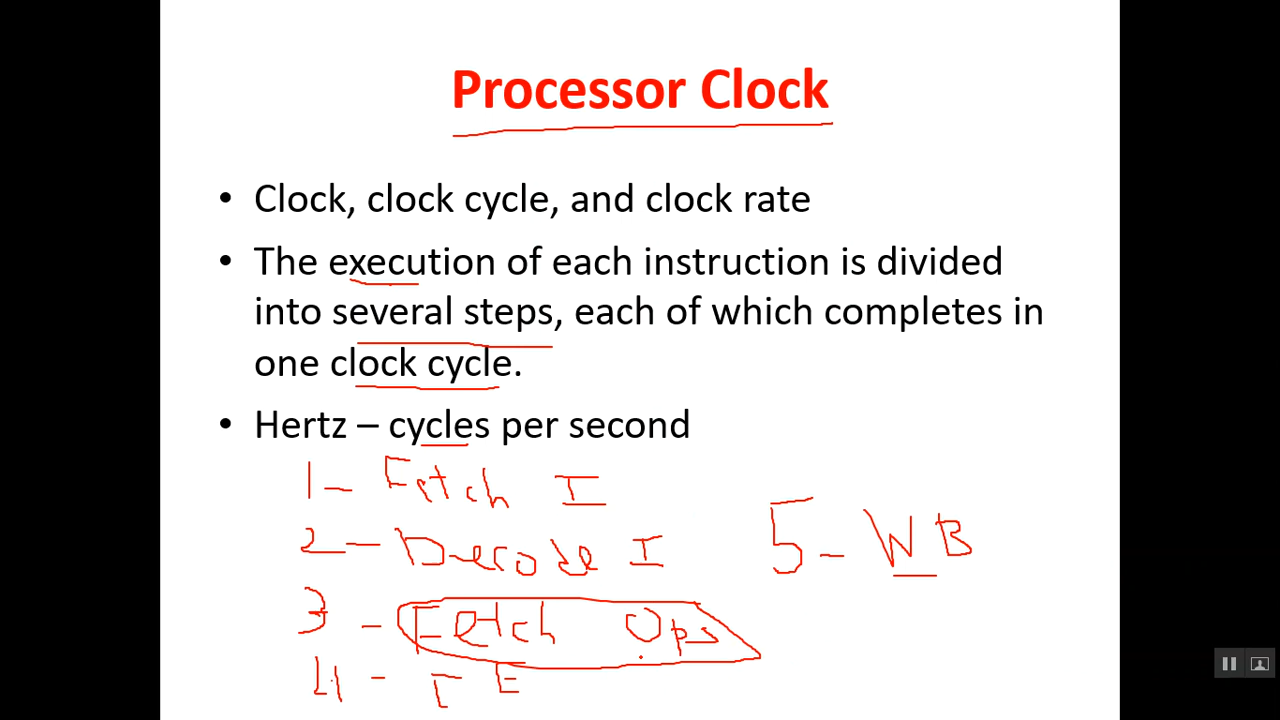 Processor Clock
• Clock, clock cycle, and clock rate
• The execution of each instruction is divided
into several steps, each of which completes in
one clock cycle.
• Hertz – cycles per second
1- Fetch I
2- Decode I
5- WB
3- Fetch Ops
4- IE